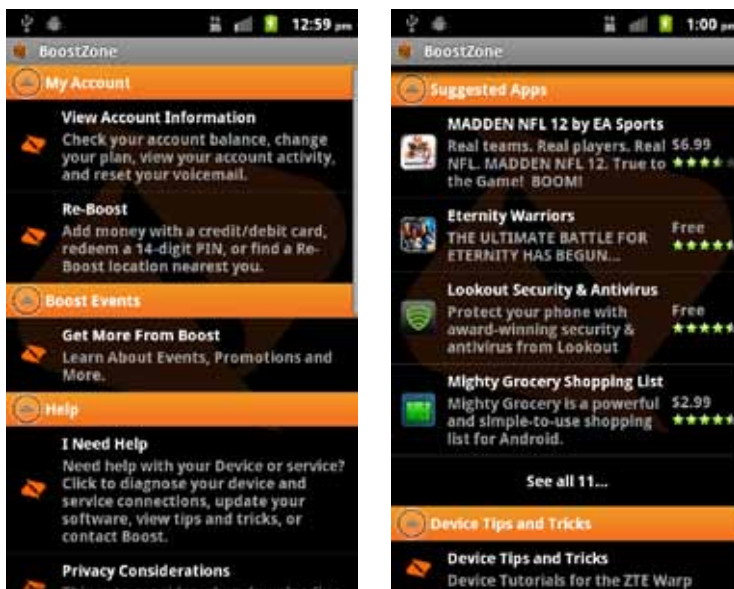 12:59 pm
BoostZone
My Account
View Account Information
Check your account balance, change
your plan, view your account activity,
and reset your voicemail.
Re-Boost
Add money with a credit/debit card,
redeem a 14-digit PIN, or find a Re-
Boost location nearest you.
Boost Events
Get More From Boost
Learn About Events, Promotions and
More.
Help
I Need Help
Need help with your Device or service?
Click to diagnose your device and
service connections, update your
software, view tips and tricks, or
contact Boost.
Privacy Considerations
1:00 pm
BoostZone
Suggested Apps
MADDEN NFL 12 by EA Sports
Real teams. Real players. Real $6.99
NFL. MADDEN NFL 12. True to
the Game! BOOM!
Eternity Warriors
THE ULTIMATE BATTLE FOR Free
ETERNITY HAS BEGUN...
Lookout Security & Antivirus
Protect your phone with Free
award-winning security &
antivirus from Lookout
Mighty Grocery Shopping List
Mighty Grocery is a powerful $2.99
and simple-to-use shopping
list for Android.
See all 11...
Device Tips and Tricks
Device Tips and Tricks
Device Tutorials for the ZTE Warp